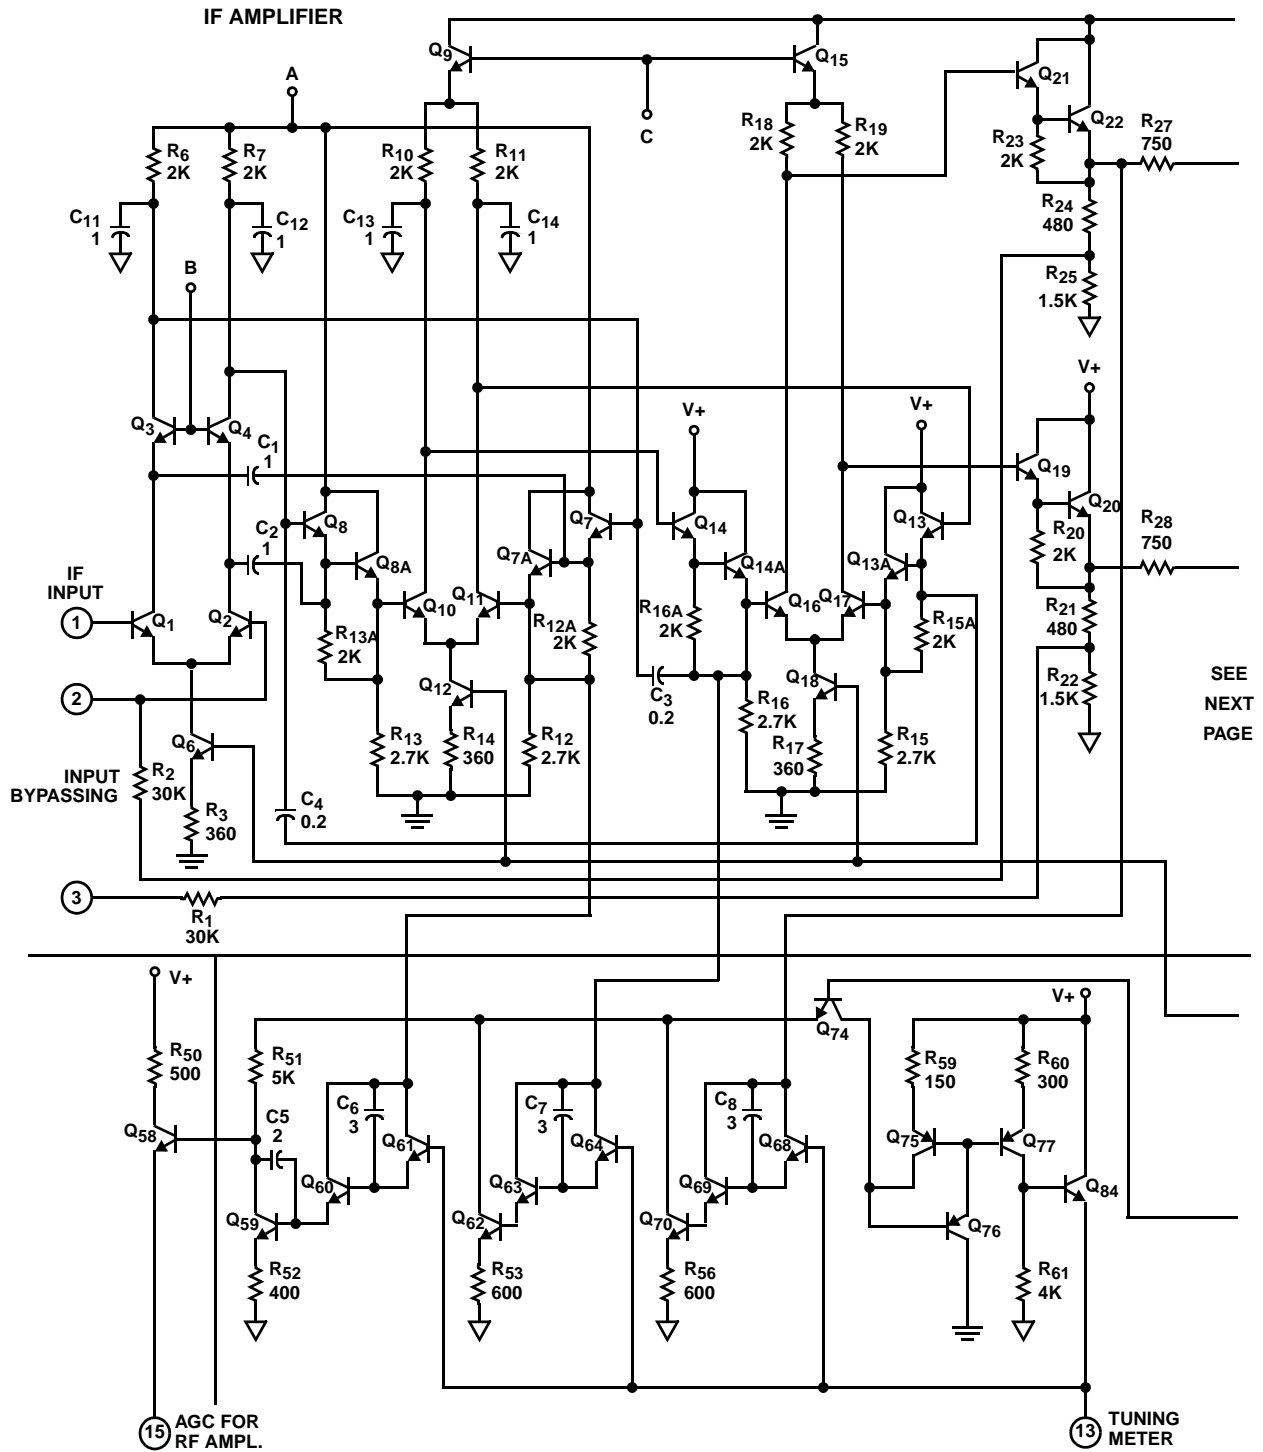 IF AMPLIFIER
Q9
Q15
A
C
Q21
Q22
R6
2K
R7
2K
R10
2K
R11
2K
R18
2K
R19
2K
R23
2K
R27
750
C11
1
C12
1
C13
1
C14
1
R24
480
B
R25
1.5K
V+
V+
V+
Q3
Q4
C1
1
Q19
Q20
Q8
C2
1
Q7
Q14
Q13
R20
2K
R28
750
Q8A
Q7A
Q14A
Q13A
IF
INPUT
1
Q1
Q2
Q10
Q11
Q16
Q17
R13A
2K
R12A
2K
R16A
2K
R15A
2K
R21
480
2
Q12
C3
0.2
Q18
R22
1.5K
SEE
NEXT
PAGE
Q6
R16
2.7K
INPUT
BYPASSING
R2
30K
R13
2.7K
R14
360
R12
2.7K
R17
360
R15
2.7K
R3
360
C4
0.2
3
R1
30K
V+
V+
Q74
R50
500
R51
5K
R59
150
R60
300
C6
3
C7
3
C8
3
Q58
C5
2
Q61
Q64
Q68
Q75
Q77
Q60
Q63
Q69
Q84
Q59
Q62
Q70
Q76
R52
400
R53
600
R56
600
R61
4K
15
AGC FOR
RF AMPL.
13
TUNING
METER